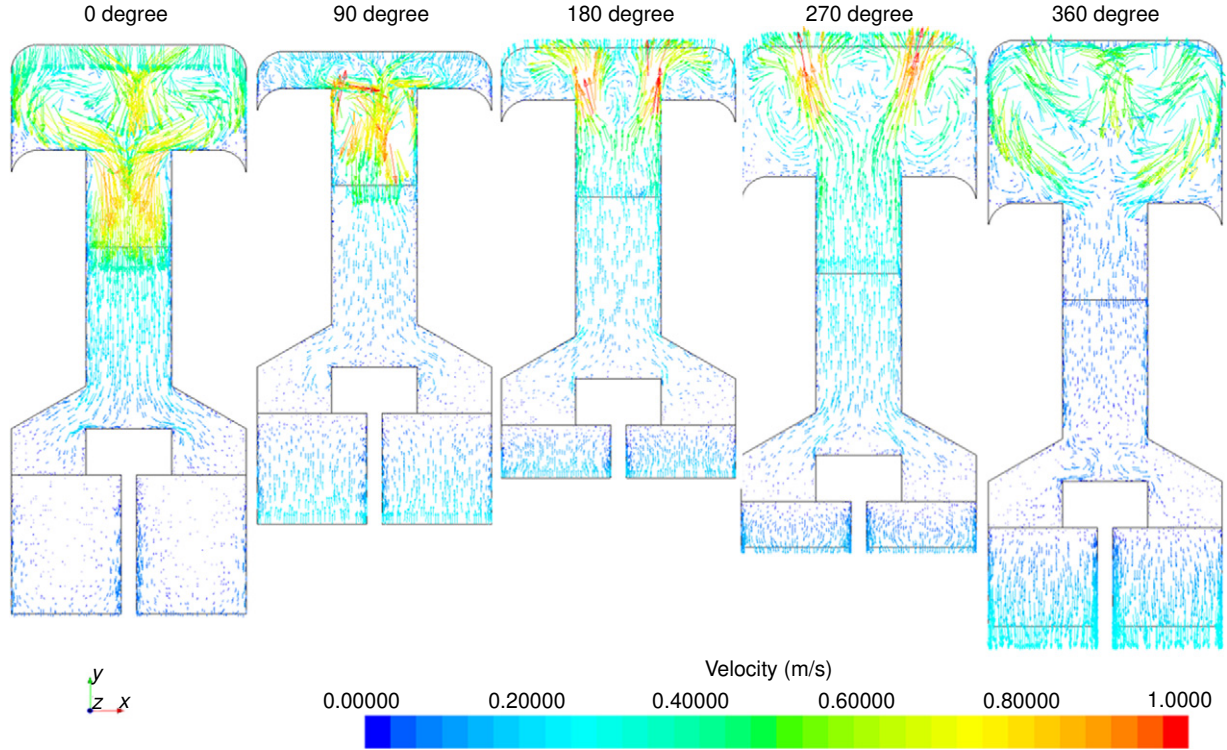 0 degree
90 degree
180 degree
270 degree
360 degree
y
z x
Velocity (m/s)
0.00000 0.20000 0.40000 0.60000 0.80000 1.0000